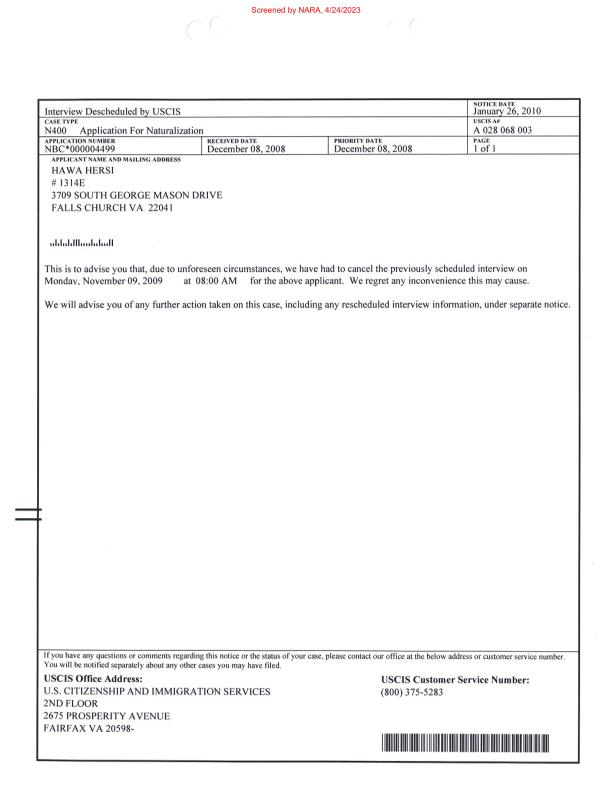 Screened by NARA, 4/24/2023
Interview Descheduled by USCIS
NOTICE DATE
January 26, 2010
CASE TYPE
N400 Application For Naturalization
USCIS A#
A 028 068 003
APPLICATION NUMBER
NBC*000004499
RECEIVED DATE
December 08, 2008
PRIORITY DATE
December 08, 2008
PAGE
1 of 1
APPLICANT NAME AND MAILING ADDRESS
HAWA HERSI
# 1314E
3709 SOUTH GEORGE MASON DRIVE
FALLS CHURCH VA 22041
This is to advise you that, due to unforeseen circumstances, we have had to cancel the previously scheduled interview on
Monday, November 09, 2009 at 08:00 AM for the above applicant. We regret any inconvenience this may cause.
We will advise you of any further action taken on this case, including any rescheduled interview information, under separate notice.
If you have any questions or comments regarding this notice or the status of your case, please contact our office at the below address or customer service number.
You will be notified separately about any other cases you may have filed.
USCIS Office Address:
U.S. CITIZENSHIP AND IMMIGRATION SERVICES
2ND FLOOR
2675 PROSPERITY AVENUE
FAIRFAX VA 20598-
USCIS Customer Service Number:
(800) 375-5283